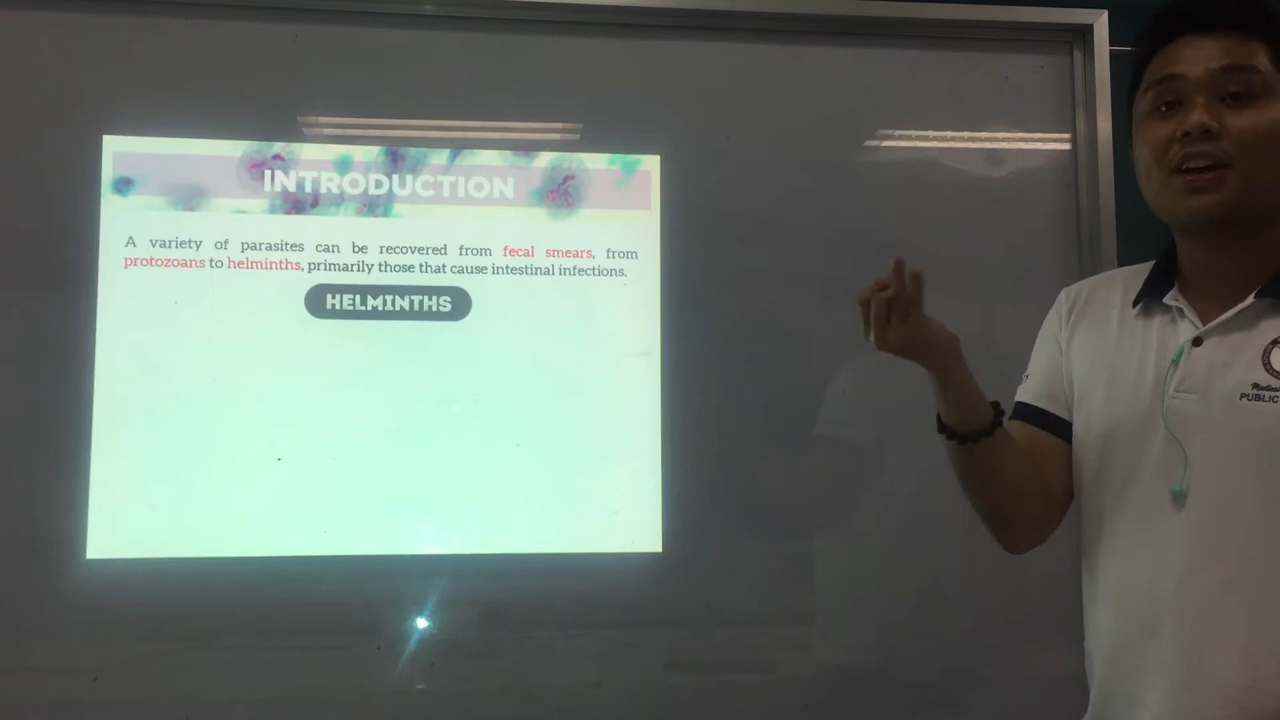 INTRODUCTION
A variety of parasites can be recovered from fecal smears, from
protozoans to helminths, primarily those that cause intestinal infections.
HELMINTHS
PUBLIC